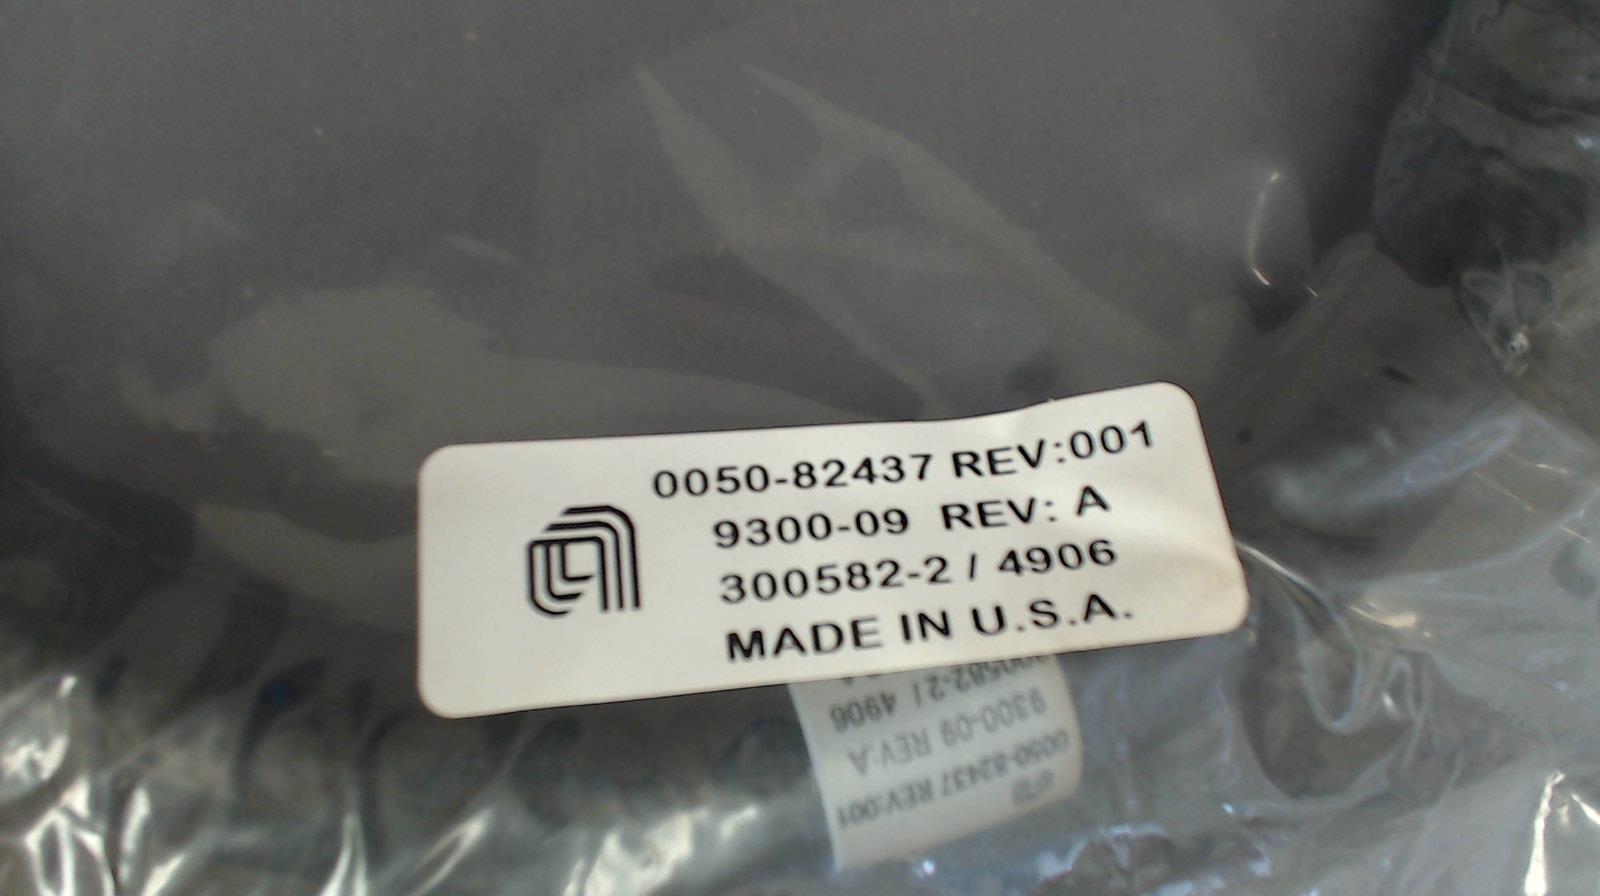 0050-82437 REV:001
9300-09 REV: A
300582-2 / 4906
MADE IN U.S.A.
0050-82437 REV:001
9300-09 REV:A
300582-2 / 4906